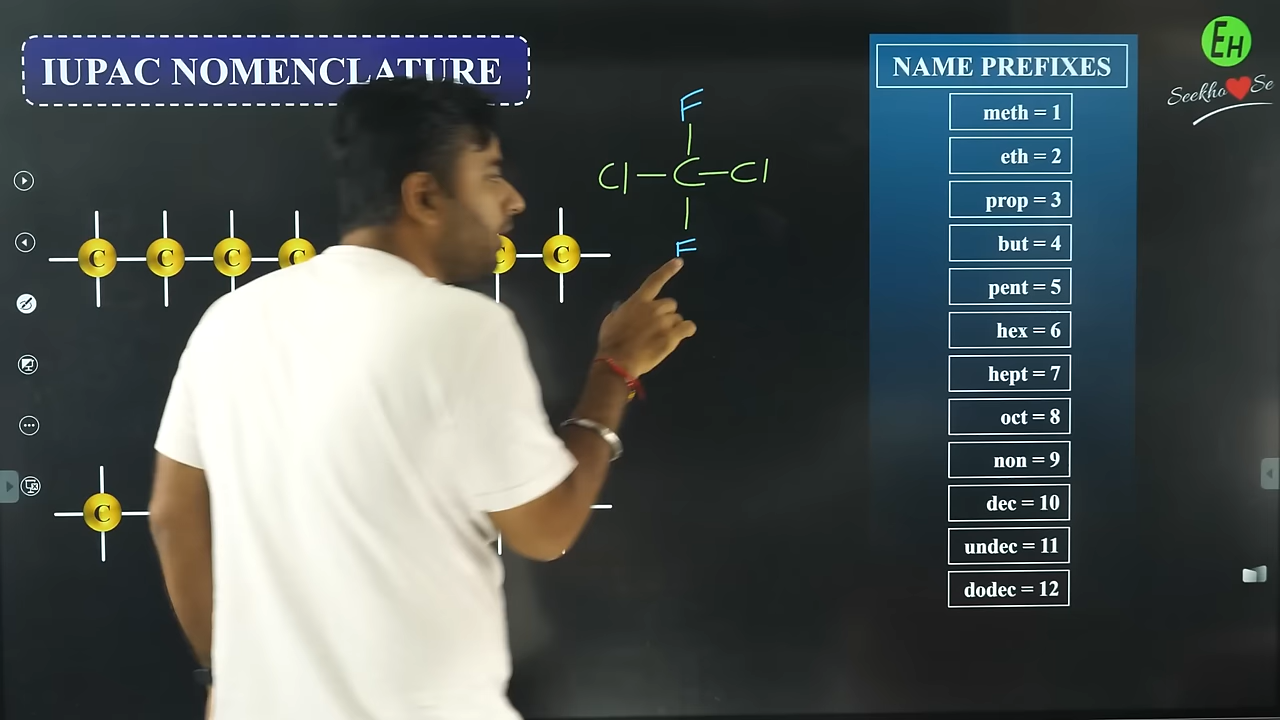 IUPAC NOMENCLATURE
F
Cl—C—Cl
F
C C C C C C
C
NAME PREFIXES
meth = 1
eth = 2
prop = 3
but = 4
pent = 5
hex = 6
hept = 7
oct = 8
non = 9
dec = 10
undec = 11
dodec = 12
EH
Seekho Se